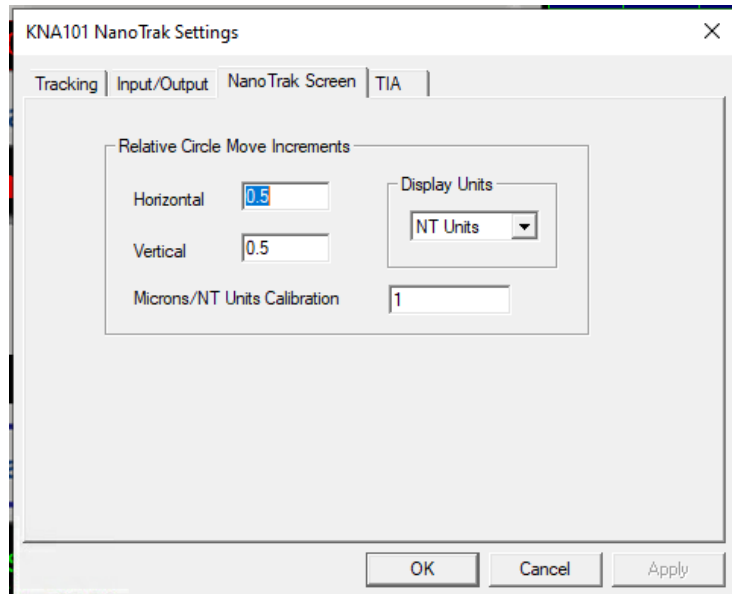 KNA101 NanoTrak Settings
Tracking Input/Output NanoTrak Screen TIA
Relative Circle Move Increments
Horizontal 0.5
Display Units
NT Units
Vertical 0.5
Microns/NT Units Calibration 1
OK Cancel Apply